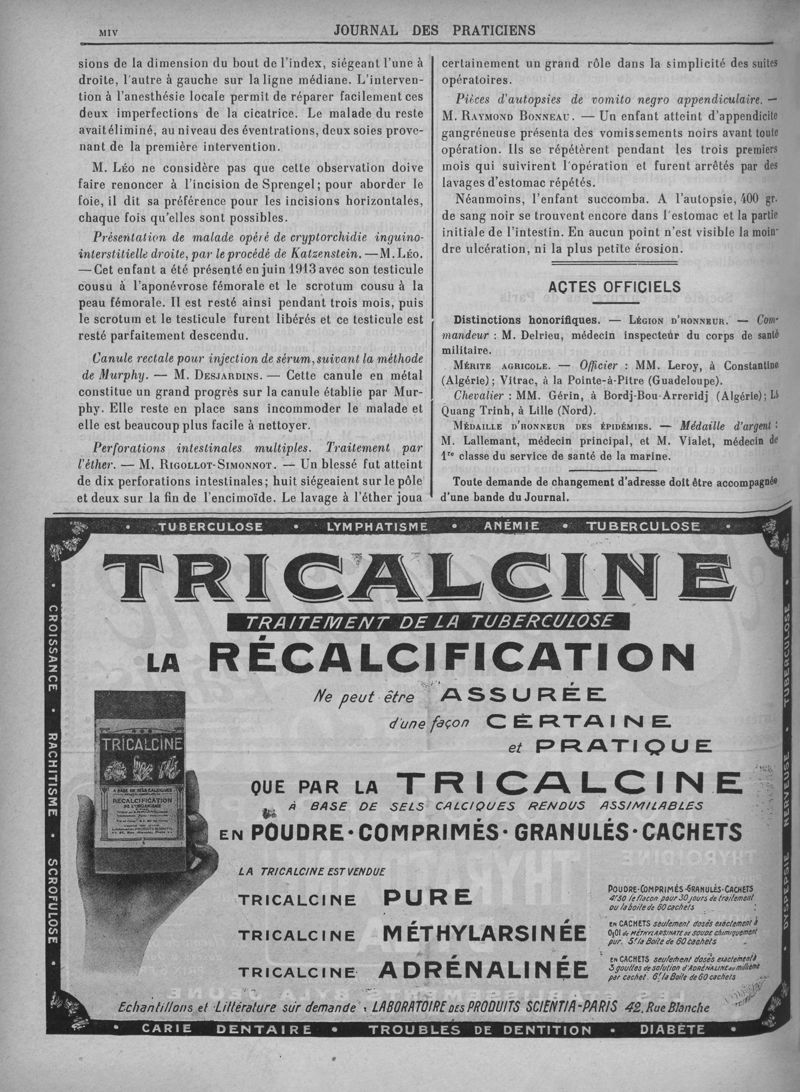 MIV
JOURNAL DES PRATICIENS
sions de la dimension du bout de l'index, siégeant l'une à
droite, l'autre à gauche sur la ligne médiane. L'interven-
tion à l'anesthésie locale permit de réparer facilement ces
deux imperfections de la cicatrice. Le malade du reste
avait éliminé, au niveau des éventrations, deux soies prove-
nant de la première intervention.
M. Léo ne considère pas que cette observation doive
faire renoncer à l'incision de Sprengel; pour aborder le
foie, il dit sa préférence pour les incisions horizontales,
chaque fois qu'elles sont possibles.
Présentation de malade opéré de cryptorchidie inguino-
interstitielle droite, par le procédé de Katzenstein. — M. Léo.
— Cet enfant a été présenté en juin 1913 avec son testicule
cousu à l'aponévrose fémorale et le scrotum cousu à la
peau fémorale. Il est resté ainsi pendant trois mois, puis
le scrotum et le testicule furent libérés et ce testicule est
resté parfaitement descendu.
Canule rectale pour injection de sérum, suivant la méthode
de Murphy. — M. Desjardins. — Cette canule en métal
constitue un grand progrès sur la canule établie par Mur-
phy. Elle reste en place sans incommoder le malade et
elle est beaucoup plus facile à nettoyer.
Perforations intestinales multiples. Traitement par
l'éther. — M. Rigollot-Simonnot. — Un blessé fut atteint
de dix perforations intestinales; huit siégeaient sur le pôle
et deux sur la fin de l'encimoïde. Le lavage à l'éther joua
certainement un grand rôle dans la simplicité des suites
opératoires.
Pièces d'autopsies de vomito negro appendiculaire. —
M. Raymond Bonneau. — Un enfant atteint d'appendicite
gangréneuse présenta des vomissements noirs avant toute
opération. Ils se répétèrent pendant les trois premiers
mois qui suivirent l'opération et furent arrêtés par des
lavages d'estomac répétés.
Néanmoins, l'enfant succomba. A l'autopsie, 400 gr.
de sang noir se trouvent encore dans l'estomac et la partie
initiale de l'intestin. En aucun point n'est visible la moin-
dre ulcération, ni la plus petite érosion.
ACTES OFFICIELS
Distinctions honorifiques. — Légion d'honneur. — Com-
mandeur : M. Delrieu, médecin inspecteur du corps de santé
militaire.
Mérite agricole. — Officier : MM. Leroy, à Constantine
(Algérie); Vitrac, à la Pointe-à-Pitre (Guadeloupe).
Chevalier : MM. Gérin, à Bordj-Bou-Arreridj (Algérie); Lê
Quang Trinh, à Lille (Nord).
Médaille d'honneur des épidémies. — Médaille d'argent :
M. Lallemant, médecin principal, et M. Vialet, médecin de
1re classe du service de santé de la marine.
Toute demande de changement d'adresse doit être accompagnée
d'une bande du Journal.
TUBERCULOSE • LYMPHATISME • ANÉMIE • TUBERCULOSE
CROISSANCE • RACHITISME • SCROFULOSE
TUBERCULOSE • DYSPEPSIE NERVEUSE
TRICALCINE
TRAITEMENT DE LA TUBERCULOSE
LA RÉCALCIFICATION
Ne peut être ASSURÉE
d'une façon CERTAINE
et PRATIQUE
TRICALCINE
RECALCIFICATION
QUE PAR LA TRICALCINE
À BASE DE SELS CALCIQUES RENDUS ASSIMILABLES
EN POUDRE • COMPRIMÉS • GRANULÉS • CACHETS
LA TRICALCINE EST VENDUE
TRICALCINE PURE
POUDRE-COMPRIMÉS-GRANULÉS-CACHETS
4f50 le flacon pour 30 jours de traitement
ou la boite de 60 cachets
TRICALCINE MÉTHYLARSINÉE
EN CACHETS seulement dosés exactement à
0g01 de MÉTHYLARSINATE DE SOUDE chimiquement
pur. 5f la Boite de 60 cachets
TRICALCINE ADRÉNALINÉE
EN CACHETS seulement dosés exactement à
3 gouttes de solution d'ADRÉNALINE au millième
par cachet 6f la Boite de 60 cachets
Echantillons et Littérature sur demande : LABORATOIRE DES PRODUITS SCIENTIA-PARIS 42, Rue Blanche
CARIE DENTAIRE • TROUBLES DE DENTITION • DIABÈTE